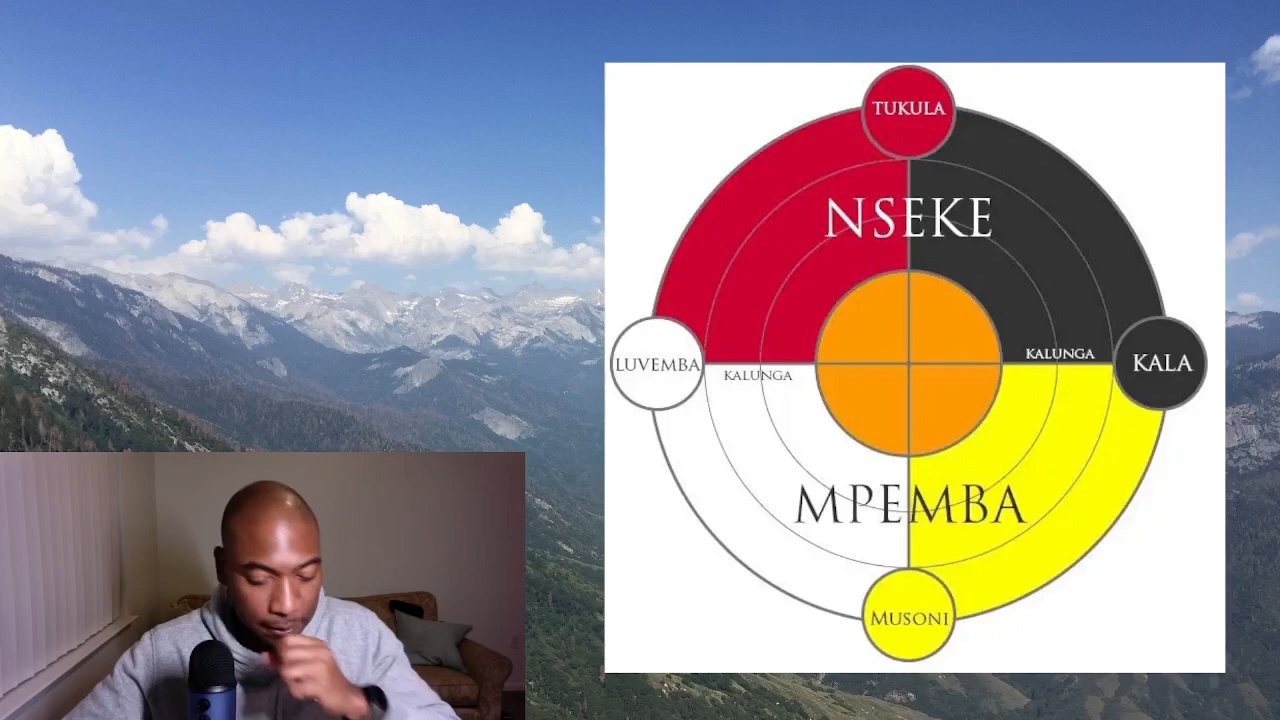 TUKULA
NSEKE
KALUNGA
KALA
LUVEMBA
KALUNGA
MPEMBA
MUSONI